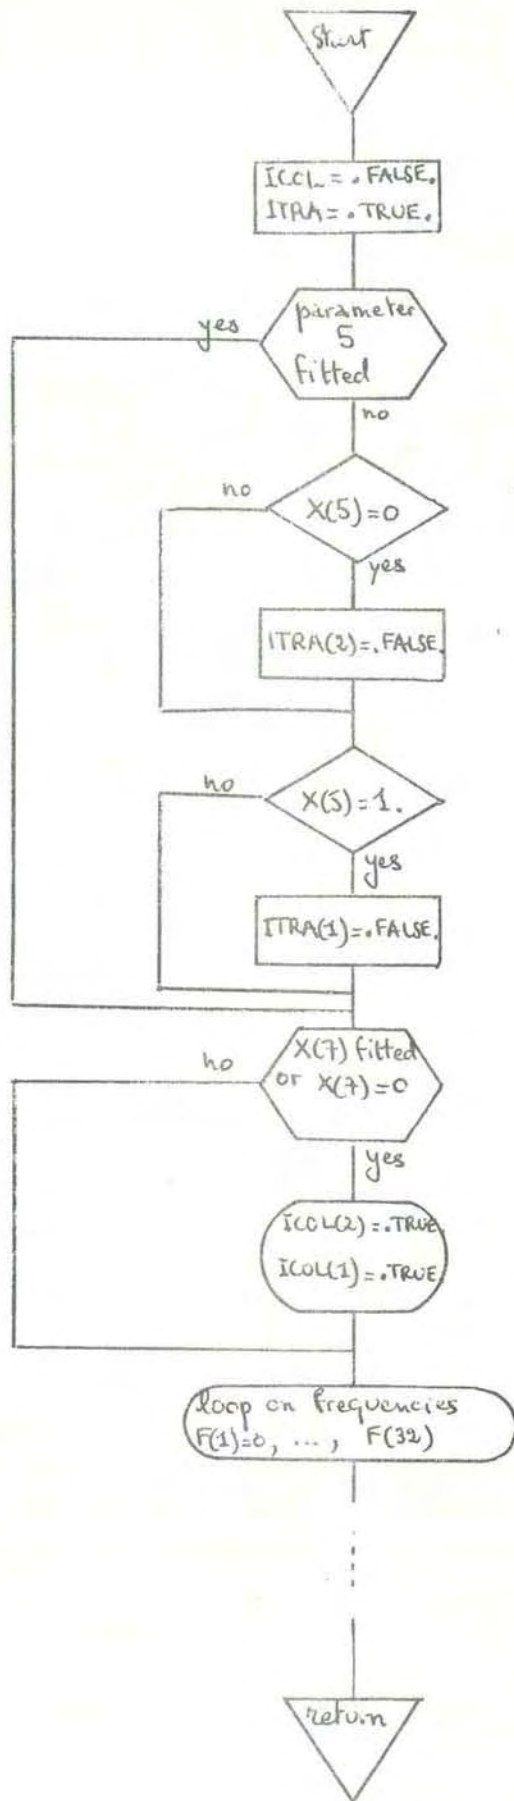 Start
ICOL = .FALSE.
ITRA = .TRUE.
parameter
5
fitted
yes
no
X(5)=0
no
yes
ITRA(2)=.FALSE.
X(5)=1.
no
yes
ITRA(1)=.FALSE.
X(7) fitted
or X(7)=0
no
yes
ICOL(2)=.TRUE.
ICOL(1)=.TRUE
loop on frequencies
F(1)=0, ..., F(32)
return